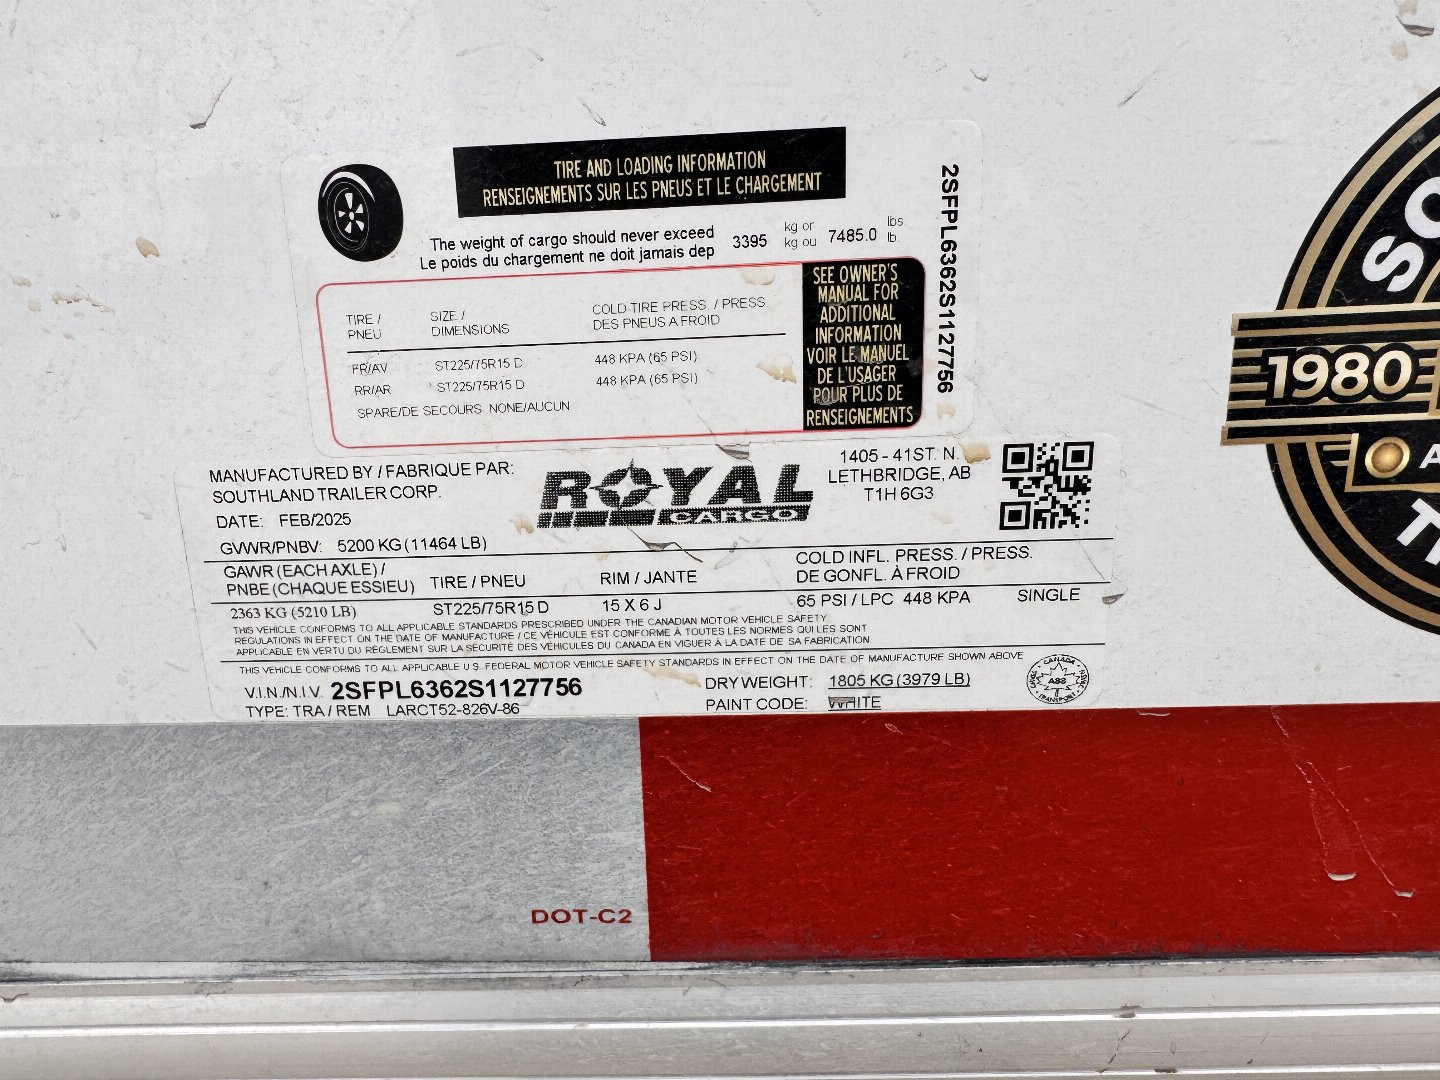 TIRE AND LOADING INFORMATION
RENSEIGNEMENTS SUR LES PNEUS ET LE CHARGEMENT
The weight of cargo should never exceed 3395 kg or 7485.0 lbs
Le poids du chargement ne doit jamais dep kg ou lb.
TIRE / SIZE / COLD TIRE PRESS. / PRESS.
PNEU DIMENSIONS DES PNEUS A FROID
FR/AV ST225/75R15 D 448 KPA (65 PSI)
RR/AR ST225/75R15 D 448 KPA (65 PSI)
SPARE/DE SECOURS NONE/AUCUN
SEE OWNER'S
MANUAL FOR
ADDITIONAL
INFORMATION
VOIR LE MANUEL
DE L'USAGER
POUR PLUS DE
RENSEIGNEMENTS
2SFPL6362S1127756
MANUFACTURED BY / FABRIQUE PAR:
SOUTHLAND TRAILER CORP.
DATE: FEB/2025
ROYAL
CARGO
1405 - 41ST. N.
LETHBRIDGE, AB
T1H 6G3
GVWR/PNBV: 5200 KG (11464 LB)
GAWR (EACH AXLE) /
PNBE (CHAQUE ESSIEU) TIRE / PNEU RIM / JANTE COLD INFL. PRESS. / PRESS.
DE GONFL. À FROID
2363 KG (5210 LB) ST225/75R15 D 15 X 6 J 65 PSI / LPC 448 KPA SINGLE
THIS VEHICLE CONFORMS TO ALL APPLICABLE STANDARDS PRESCRIBED UNDER THE CANADIAN MOTOR VEHICLE SAFETY
REGULATIONS IN EFFECT ON THE DATE OF MANUFACTURE / CE VÉHICULE EST CONFORME À TOUTES LES NORMES QUI LES SONT
APPLICABLE EN VERTU DU RÈGLEMENT SUR LA SÉCURITÉ DES VÉHICULES DU CANADA EN VIGUER À LA DATE DE SA FABRICATION
THIS VEHICLE CONFORMS TO ALL APPLICABLE U.S. FEDERAL MOTOR VEHICLE SAFETY STANDARDS IN EFFECT ON THE DATE OF MANUFACTURE SHOWN ABOVE
V.I.N./N.I.V. 2SFPL6362S1127756 DRY WEIGHT: 1805 KG (3979 LB)
TYPE: TRA / REM LARCT52-826V-86 PAINT CODE: WHITE
CANADA
TRANSPORT
SO
1980
A
T
DOT-C2